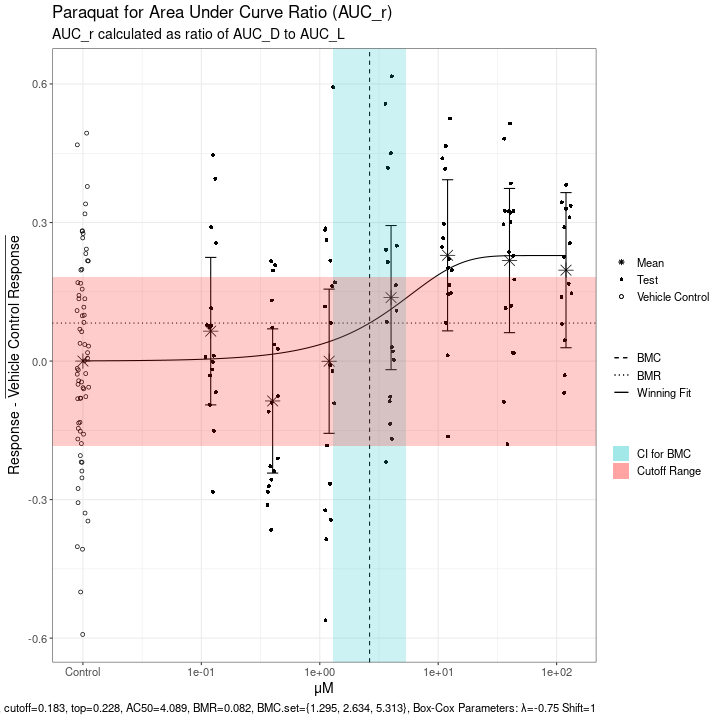 Paraquat for Area Under Curve Ratio (AUC_r)
AUC_r calculated as ratio of AUC_D to AUC_L
0.6
0.3
0.0
-0.3
-0.6
Response - Vehicle Control Response
Control
1e-01
1e+00
1e+01
1e+02
μM
Mean
Test
Vehicle Control
BMC
BMR
Winning Fit
CI for BMC
Cutoff Range
cutoff=0.183, top=0.228, AC50=4.089, BMR=0.082, BMC.set={1.295, 2.634, 5.313}, Box-Cox Parameters: λ=-0.75 Shift=1